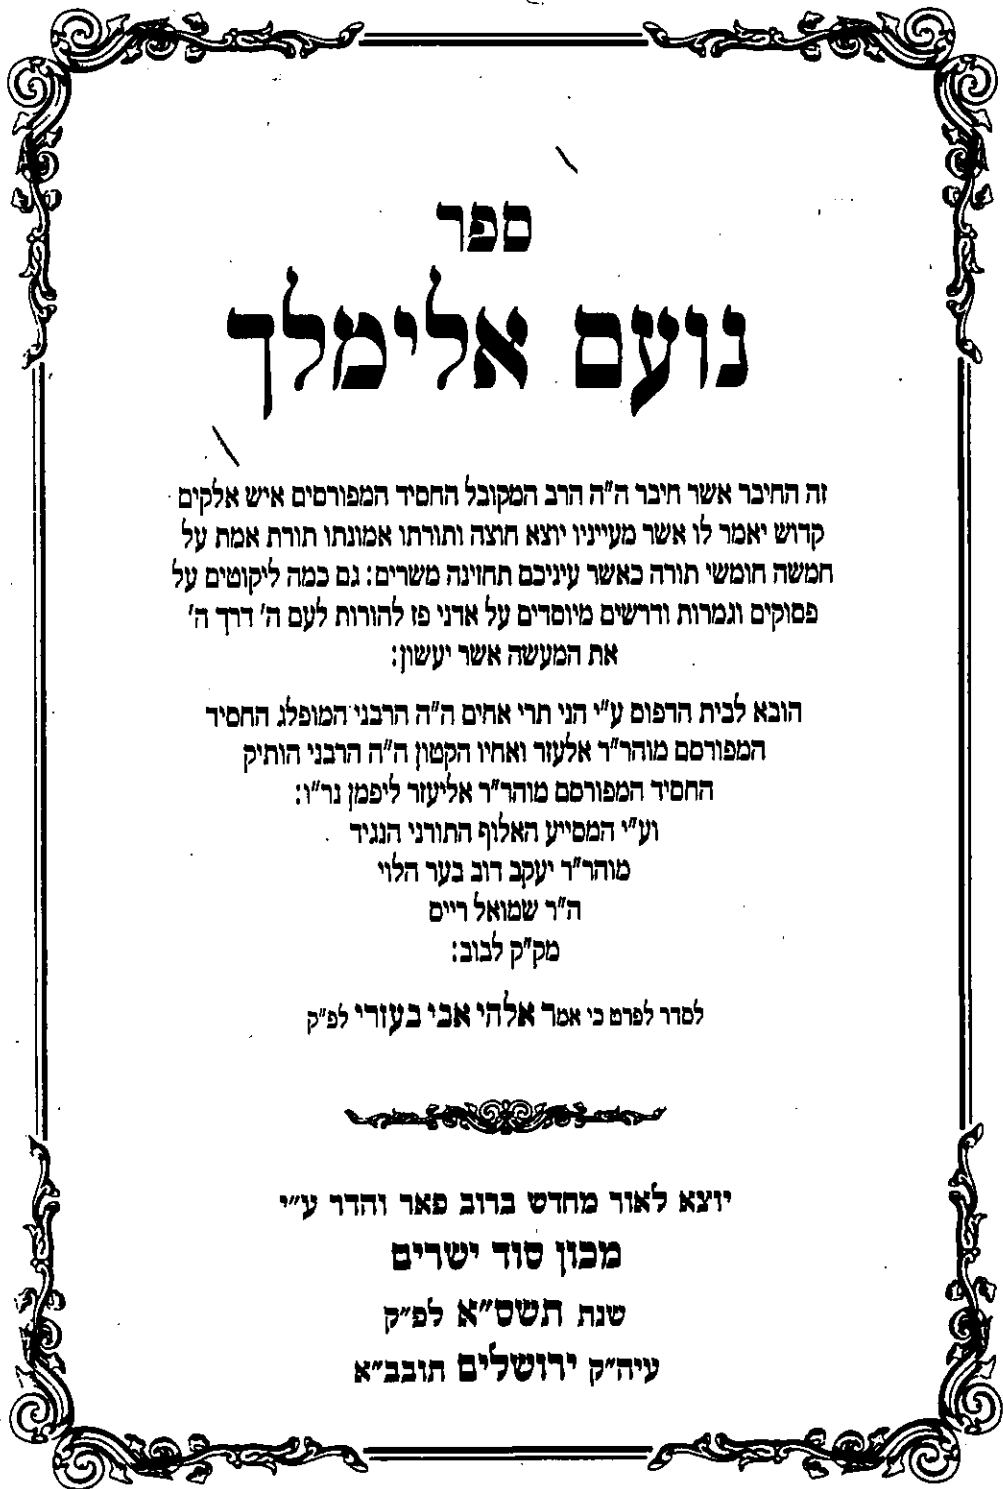 ספר
נועם אלימלך
זה החיבר אשר חיבר ה"ה הרב המקובל החסיד המפורסים איש אלקים
קדוש יאמר לו אשר מעייניו יוצא חוצה ותורתו אמונתו תורת אמת על
חמשה חומשי תורה כאשר עיניכם תחזינה משרים: גם כמה ליקוטים על
פסוקים וגמרות ודרשים מיוסדים על אדני פז להורות לעם ה' דרך ה'
את המעשה אשר יעשון:
הובא לבית הדפוס ע"י הני תרי אחים ה"ה הרבני המופלג החסיד
המפורסם מוהר"ר אלעזר ואחיו הקטון ה"ה הרבני הותיק
החסיד המפורסם מוהר"ר אליעזר ליפמן נר"ו:
וע"י המסייע האלוף התורני הנגיד
מוהר"ר יעקב דוב בער הלוי
ה"ר שמואל רייס
מק"ק לבוב:
לסדר לפרט כי אמר אלהי אבי בעזרי לפ"ק
יוצא לאור מחדש ברוב פאר והדר ע"י
מכון סוד ישרים
שנת תשס"א לפ"ק
עיה"ק ירושלים תובב"א